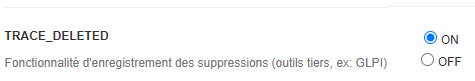 TRACE_DELETED
ON
Fonctionnalité d'enregistrement des suppressions (outils tiers, ex: GLPI)
OFF